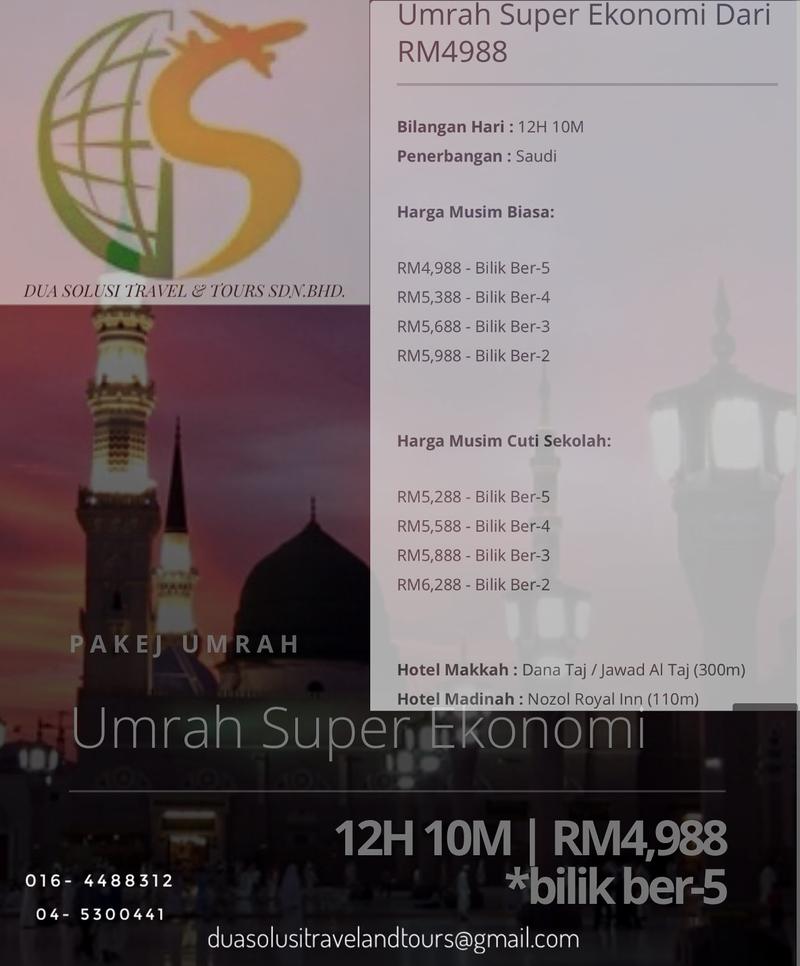 DUA SOLUSI TRAVEL & TOURS SDN.BHD.
Umrah Super Ekonomi Dari
RM4988
Bilangan Hari : 12H 10M
Penerbangan : Saudi
Harga Musim Biasa:
RM4,988 - Bilik Ber-5
RM5,388 - Bilik Ber-4
RM5,688 - Bilik Ber-3
RM5,988 - Bilik Ber-2
Harga Musim Cuti Sekolah:
RM5,288 - Bilik Ber-5
RM5,588 - Bilik Ber-4
RM5,888 - Bilik Ber-3
RM6,288 - Bilik Ber-2
Hotel Makkah : Dana Taj / Jawad Al Taj (300m)
Hotel Madinah : Nozol Royal Inn (110m)
PAKEJ UMRAH
Umrah Super Ekonomi
12H 10M | RM4,988
*bilik ber-5
016- 4488312
04- 5300441
duasolusitravelandtours@gmail.com